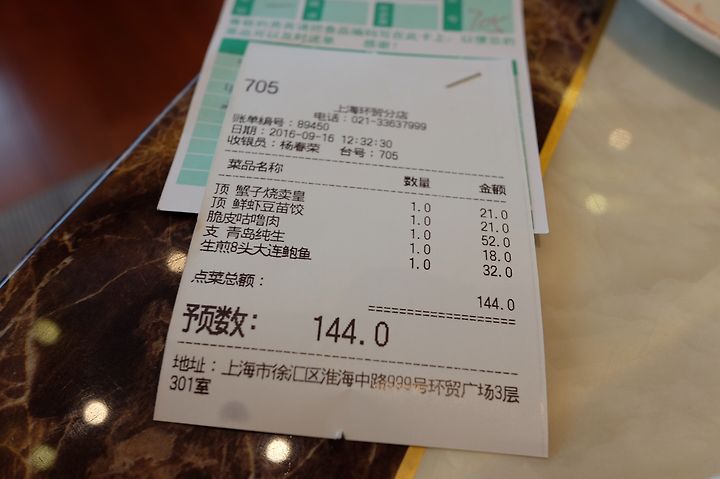 705
705
上海环贸分店
电话：021-33637999
账单编号：89450
日期：2016-09-16 12:32:30
收银员：杨春荣 台号：705
菜品名称 数量 金额
顶 蟹子烧卖皇 1.0 21.0
顶 鲜虾豆苗饺 1.0 21.0
脆皮咕噜肉 1.0 52.0
支 青岛纯生 1.0 18.0
生煎8头大连鲍鱼 1.0 32.0
点菜总额： 144.0
预数： 144.0
地址：上海市徐汇区淮海中路999号环贸广场3层
301室